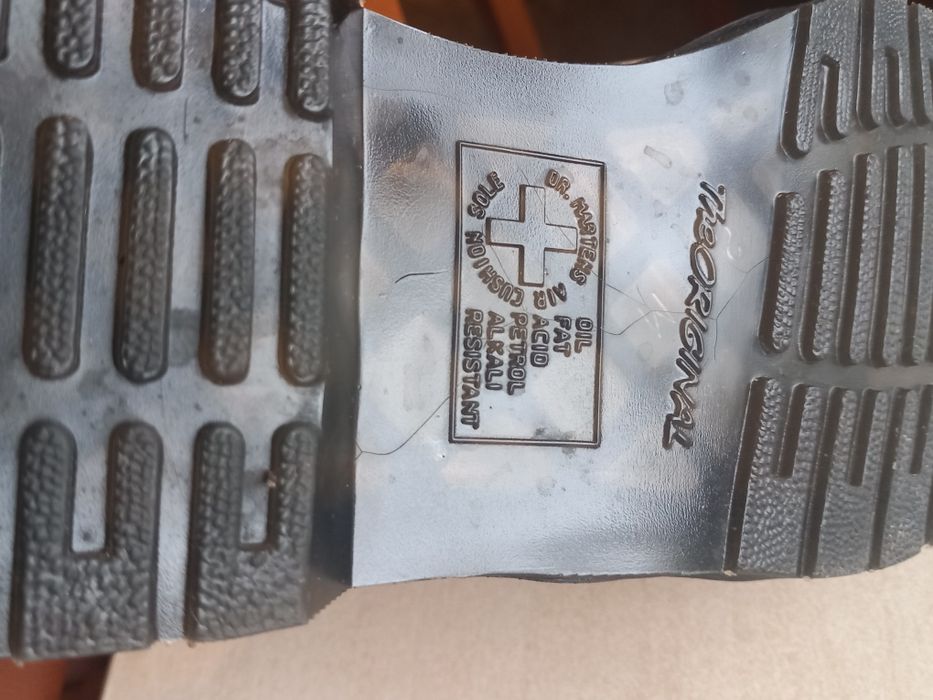 The ORIGINAL
DR. MARTENS AIR CUSHION SOLE
OIL
FAT
ACID
PETROL
ALKALI
RESISTANT